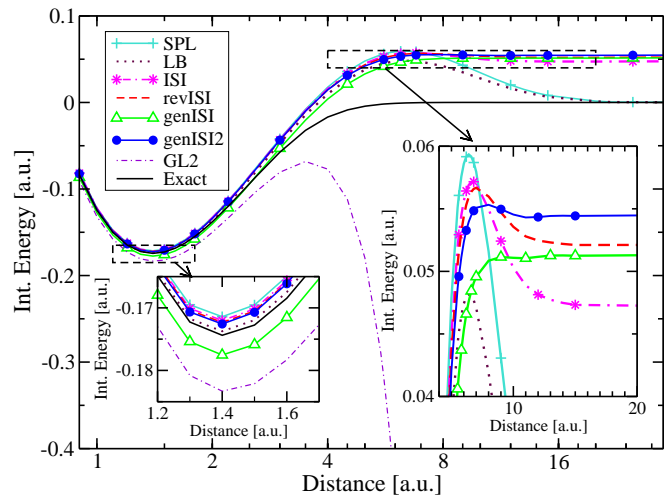 0.1
0
-0.1
-0.2
-0.3
-0.4
Int. Energy [a.u.]
SPL
LB
ISI
revISI
genISI
genISI2
GL2
Exact
0.06
0.05
0.04
Int. Energy [a.u.]
10
20
Distance [a.u.]
-0.17
-0.18
Int. Energy [a.u.]
1.2
1.4
1.6
Distance [a.u.]
1
2
4
8
16
Distance [a.u.]